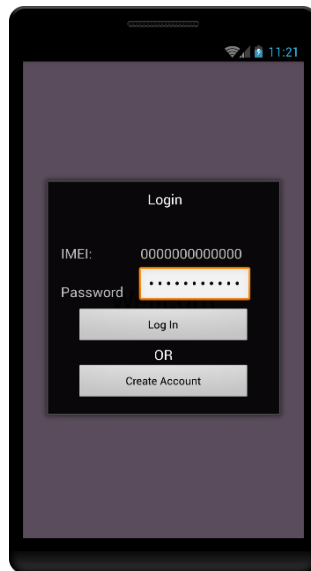 11:21
Login
IMEI: 0000000000000
Password ···········
Log In
OR
Create Account